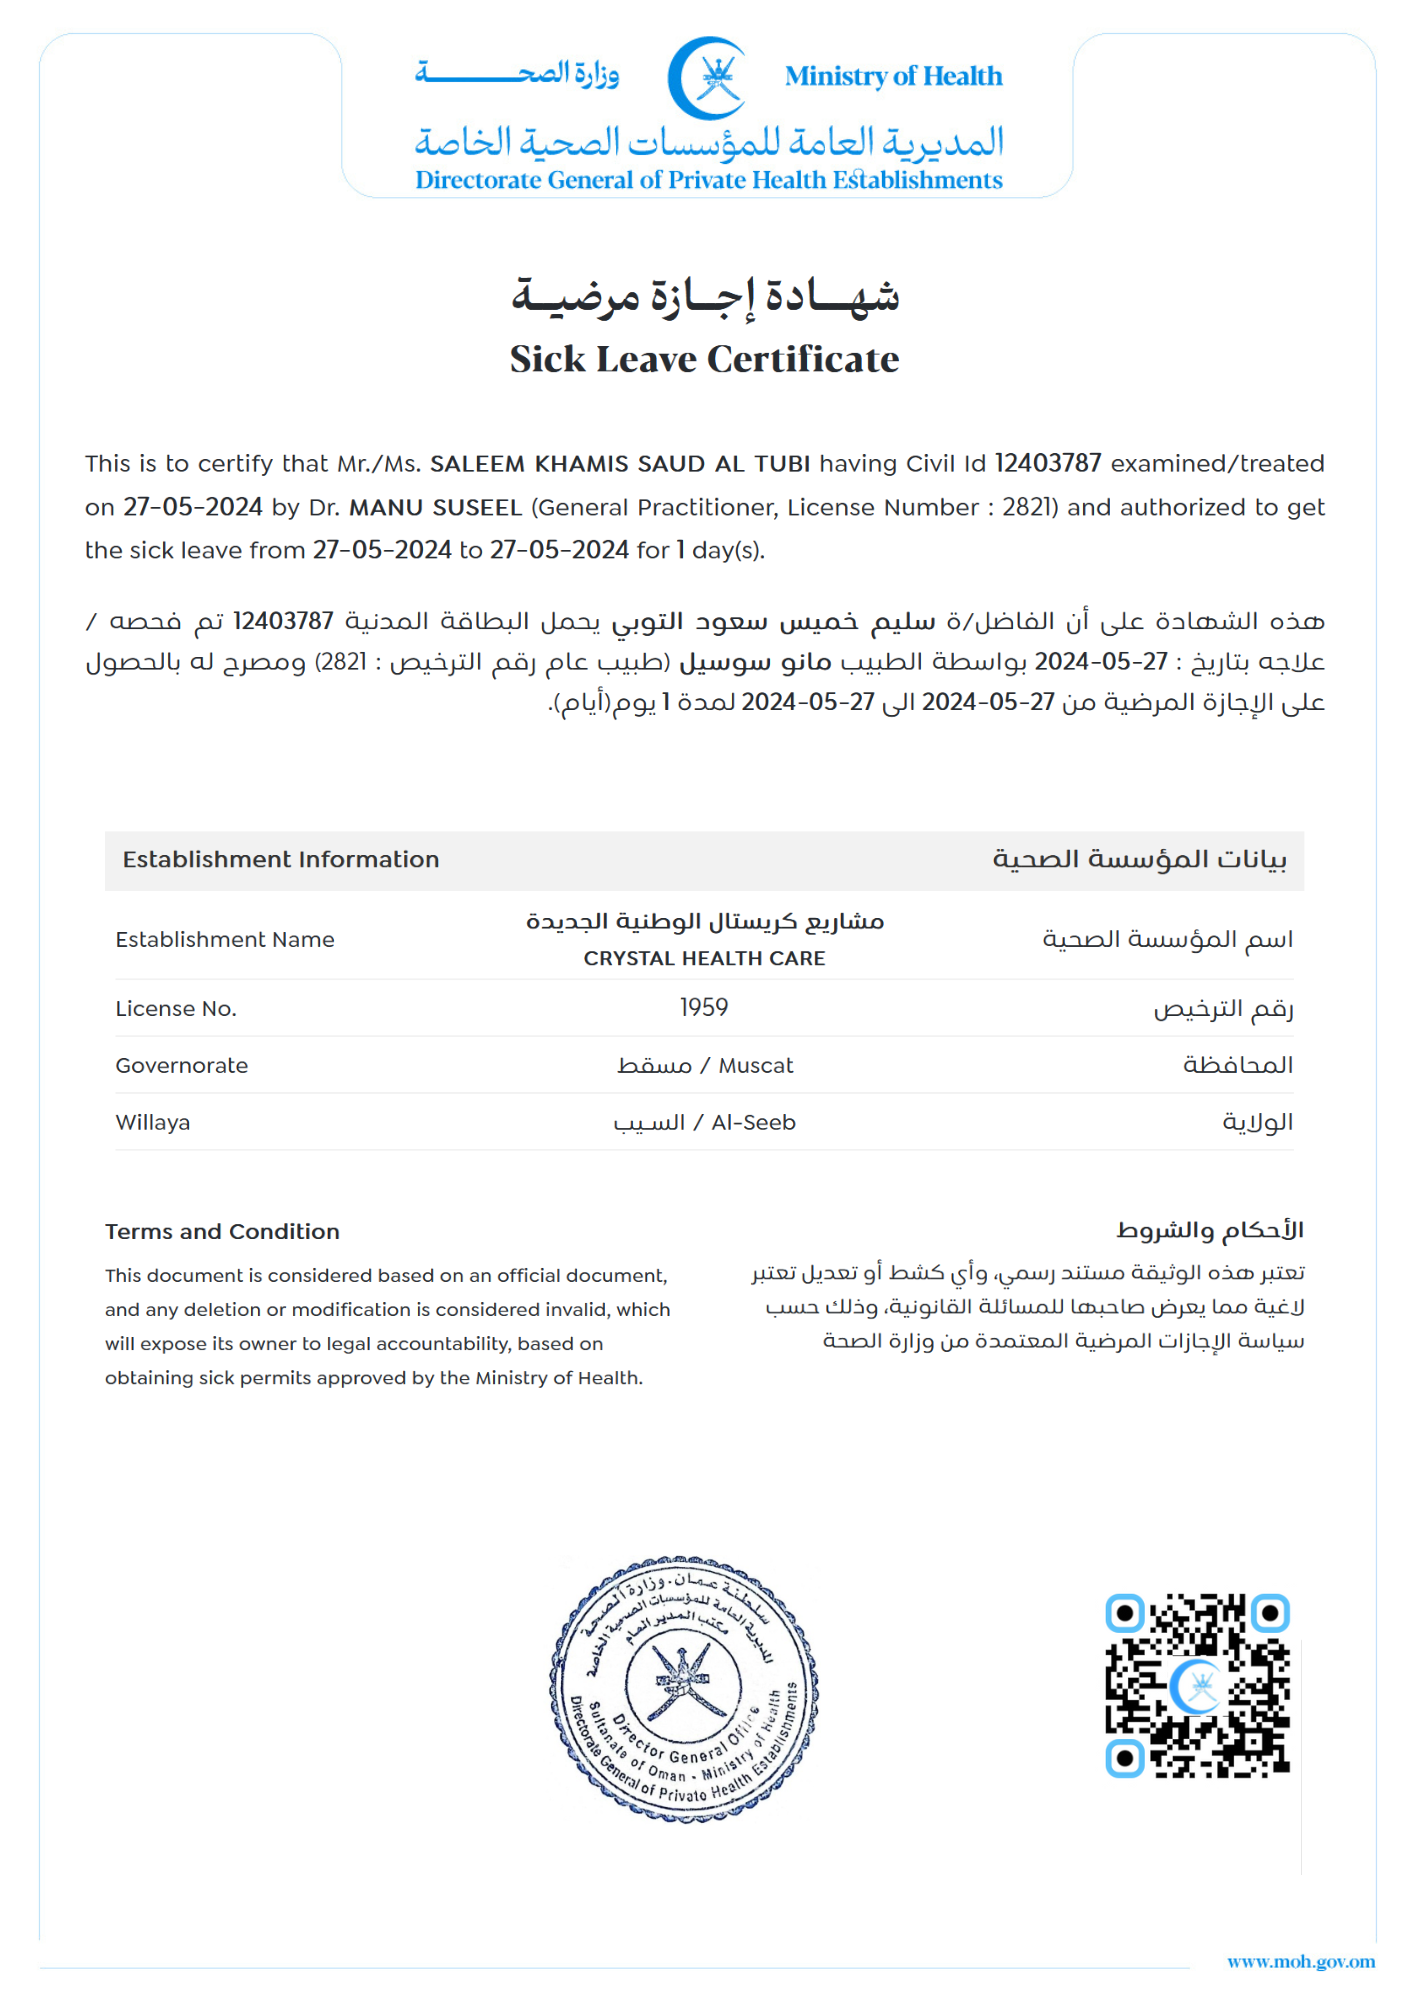 وزارة الصحـــــــة
Ministry of Health
المديرية العامة للمؤسسات الصحية الخاصة
Directorate General of Private Health Establishments
شهـــادة إجـــازة مرضيـــة
Sick Leave Certificate
This is to certify that Mr./Ms. SALEEM KHAMIS SAUD AL TUBI having Civil Id 12403787 examined/treated
on 27-05-2024 by Dr. MANU SUSEEL (General Practitioner, License Number : 2821) and authorized to get
the sick leave from 27-05-2024 to 27-05-2024 for 1 day(s).
هذه الشهادة على أن الفاضل/ة سليم خميس سعود التوبي يحمل البطاقة المدنية 12403787 تم فحصه /
علاجه بتاريخ : 27-05-2024 بواسطة الطبيب مانو سوسيل (طبيب عام رقم الترخيص : 2821) ومصرح له بالحصول
على الإجازة المرضية من 27-05-2024 الى 27-05-2024 لمدة 1 يوم(أيام).
Establishment Information بيانات المؤسسة الصحية
مشاريع كريستال الوطنية الجديدة
Establishment Name اسم المؤسسة الصحية
CRYSTAL HEALTH CARE
License No. 1959 رقم الترخيص
Governorate مسقط / Muscat المحافظة
Willaya السيب / Al-Seeb الولاية
Terms and Condition
This document is considered based on an official document,
and any deletion or modification is considered invalid, which
will expose its owner to legal accountability, based on
obtaining sick permits approved by the Ministry of Health.
الأحكام والشروط
تعتبر هذه الوثيقة مستند رسمي، وأي كشط أو تعديل تعتبر
لاغية مما يعرض صاحبها للمسائلة القانونية، وذلك حسب
سياسة الإجازات المرضية المعتمدة من وزارة الصحة
سلطنة عمان - وزارة الصحة
المديرية العامة للمؤسسات الصحية الخاصة
مكتب المدير العام
Director General Office
Sultanate of Oman - Ministry of Health
Directorate General of Private Health Establishments
www.moh.gov.om